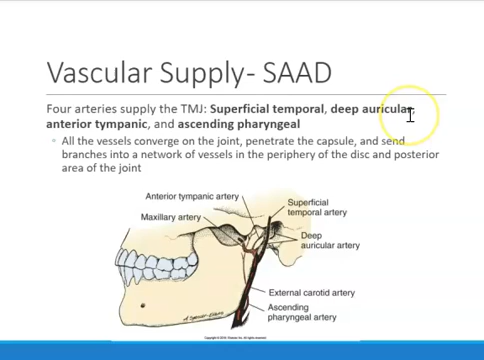 Vascular Supply - SAAD
Four arteries supply the TMJ: Superficial temporal, deep auricular,
anterior tympanic, and ascending pharyngeal
All the vessels converge on the joint, penetrate the capsule, and send
branches into a network of vessels in the periphery of the disc and posterior
area of the joint
Anterior tympanic artery
Maxillary artery
Superficial
temporal artery
Deep
auricular artery
External carotid artery
Ascending
pharyngeal artery